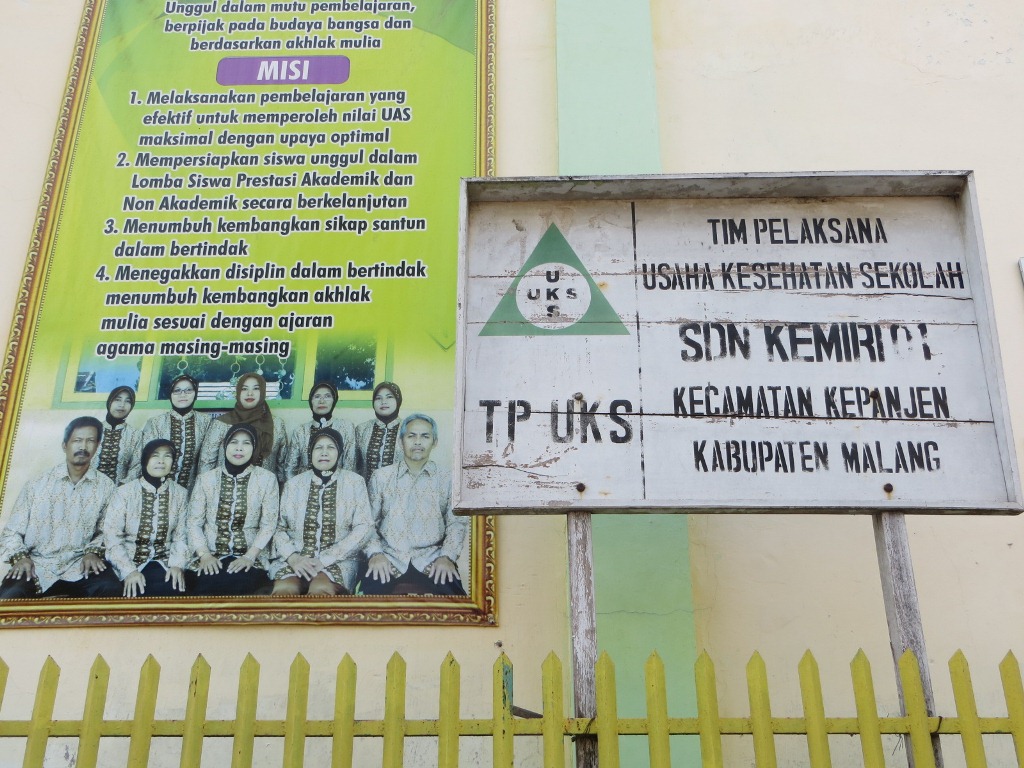 Unggul dalam mutu pembelajaran,
berpijak pada budaya bangsa dan
berdasarkan akhlak mulia
MISI
1. Melaksanakan pembelajaran yang
efektif untuk memperoleh nilai UAS
maksimal dengan upaya optimal
2. Mempersiapkan siswa unggul dalam
Lomba Siswa Prestasi Akademik dan
Non Akademik secara berkelanjutan
3. Menumbuh kembangkan sikap santun
dalam bertindak
4. Menegakkan disiplin dalam bertindak
menumbuh kembangkan akhlak
mulia sesuai dengan ajaran
agama masing-masing
U
UKS
S
TP UKS
TIM PELAKSANA
USAHA KESEHATAN SEKOLAH
SDN KEMIRI 01
KECAMATAN KEPANJEN
KABUPATEN MALANG